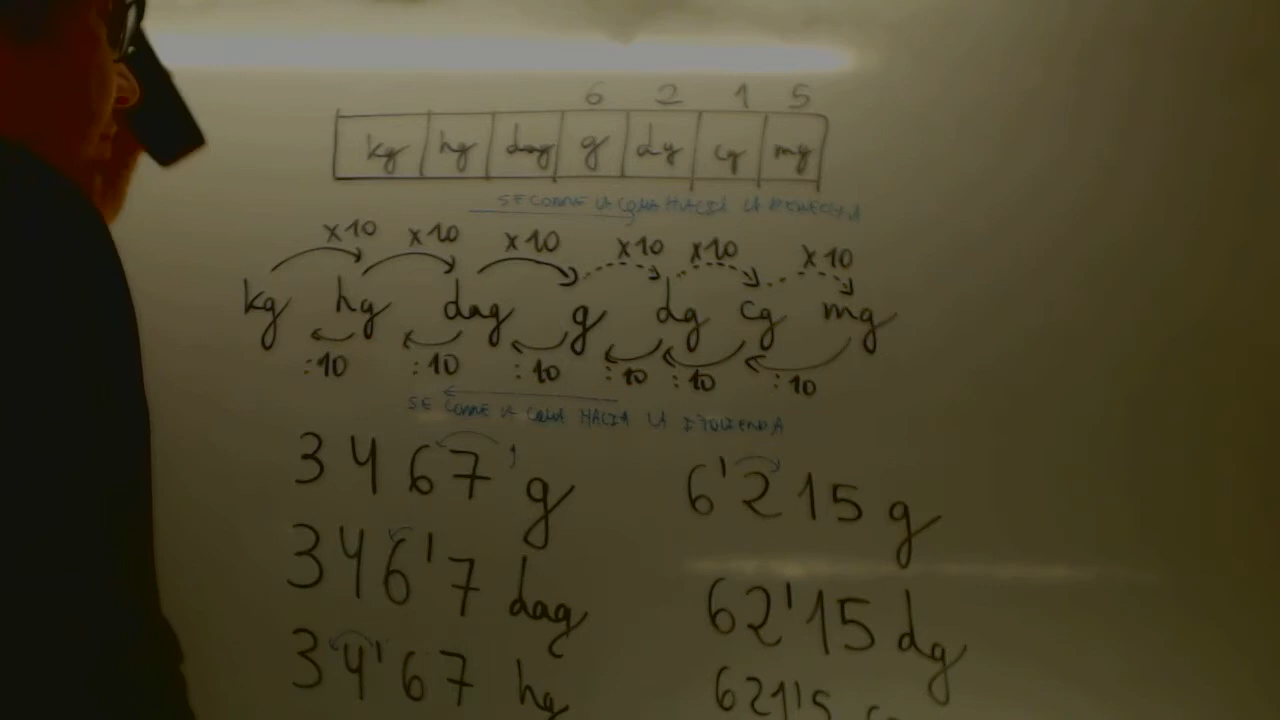 6 2 1 5
kg hg dag g dg cg mg
SE CORRE LA COMA HACIA LA DERECHA
x10 x10 x10 x10 x10 x10
kg hg dag g dg cg mg
:10 :10 :10 :10 :10 :10
SE CORRE LA COMA HACIA LA IZQUIERDA
3467' g
6'215 g
346'7 dag
62'15 dg
34'67 hg
621'5